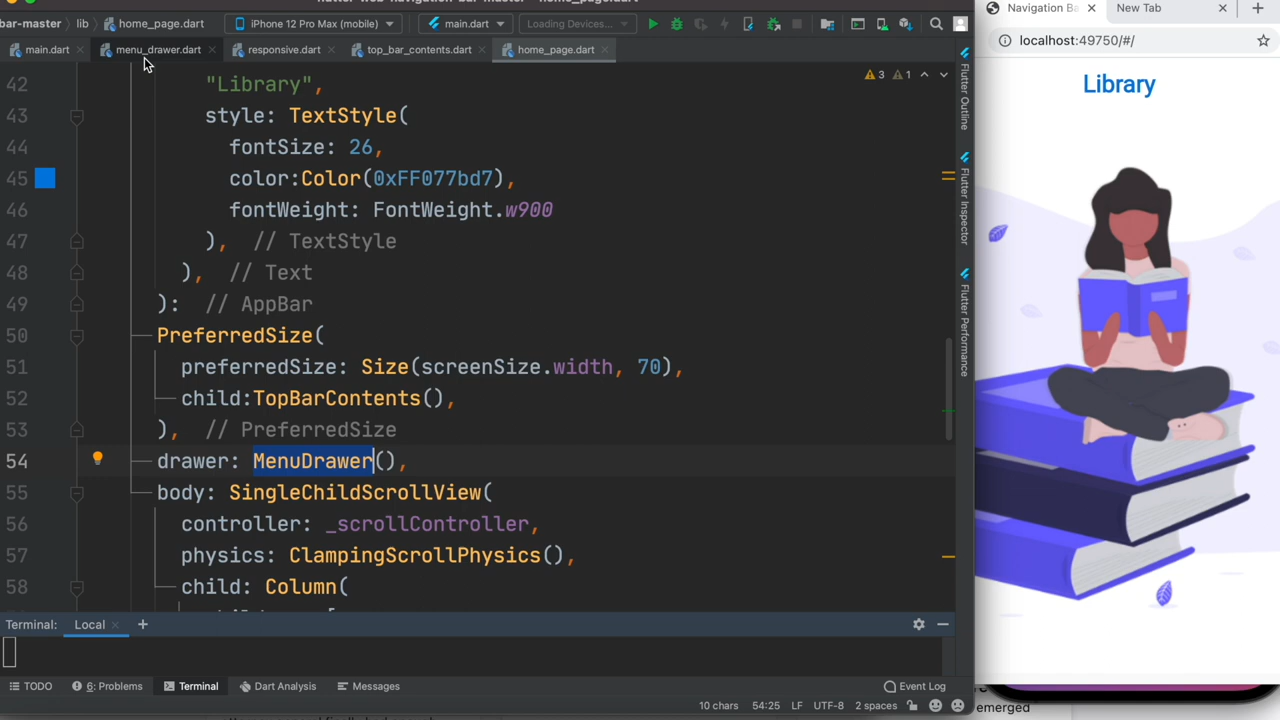 bar-master lib home_page.dart iPhone 12 Pro Max (mobile) main.dart Loading Devices...
main.dart menu_drawer.dart responsive.dart top_bar_contents.dart home_page.dart
3 1
42 "Library",
43 style: TextStyle(
44 fontSize: 26,
45 color:Color(0xFF077bd7),
46 fontWeight: FontWeight.w900
47 ), // TextStyle
48 ), // Text
49 ): // AppBar
50 PreferredSize(
51 preferredSize: Size(screenSize.width, 70),
52 child:TopBarContents(),
53 ), // PreferredSize
54 drawer: MenuDrawer(),
55 body: SingleChildScrollView(
56 controller: _scrollController,
57 physics: ClampingScrollPhysics(),
58 child: Column(
Flutter Outline
Flutter Inspector
Flutter Performance
Terminal: Local
TODO 6: Problems Terminal Dart Analysis Messages Event Log
10 chars 54:25 LF UTF-8 2 spaces
Navigation Ba New Tab
localhost:49750/#/
Library
emerged